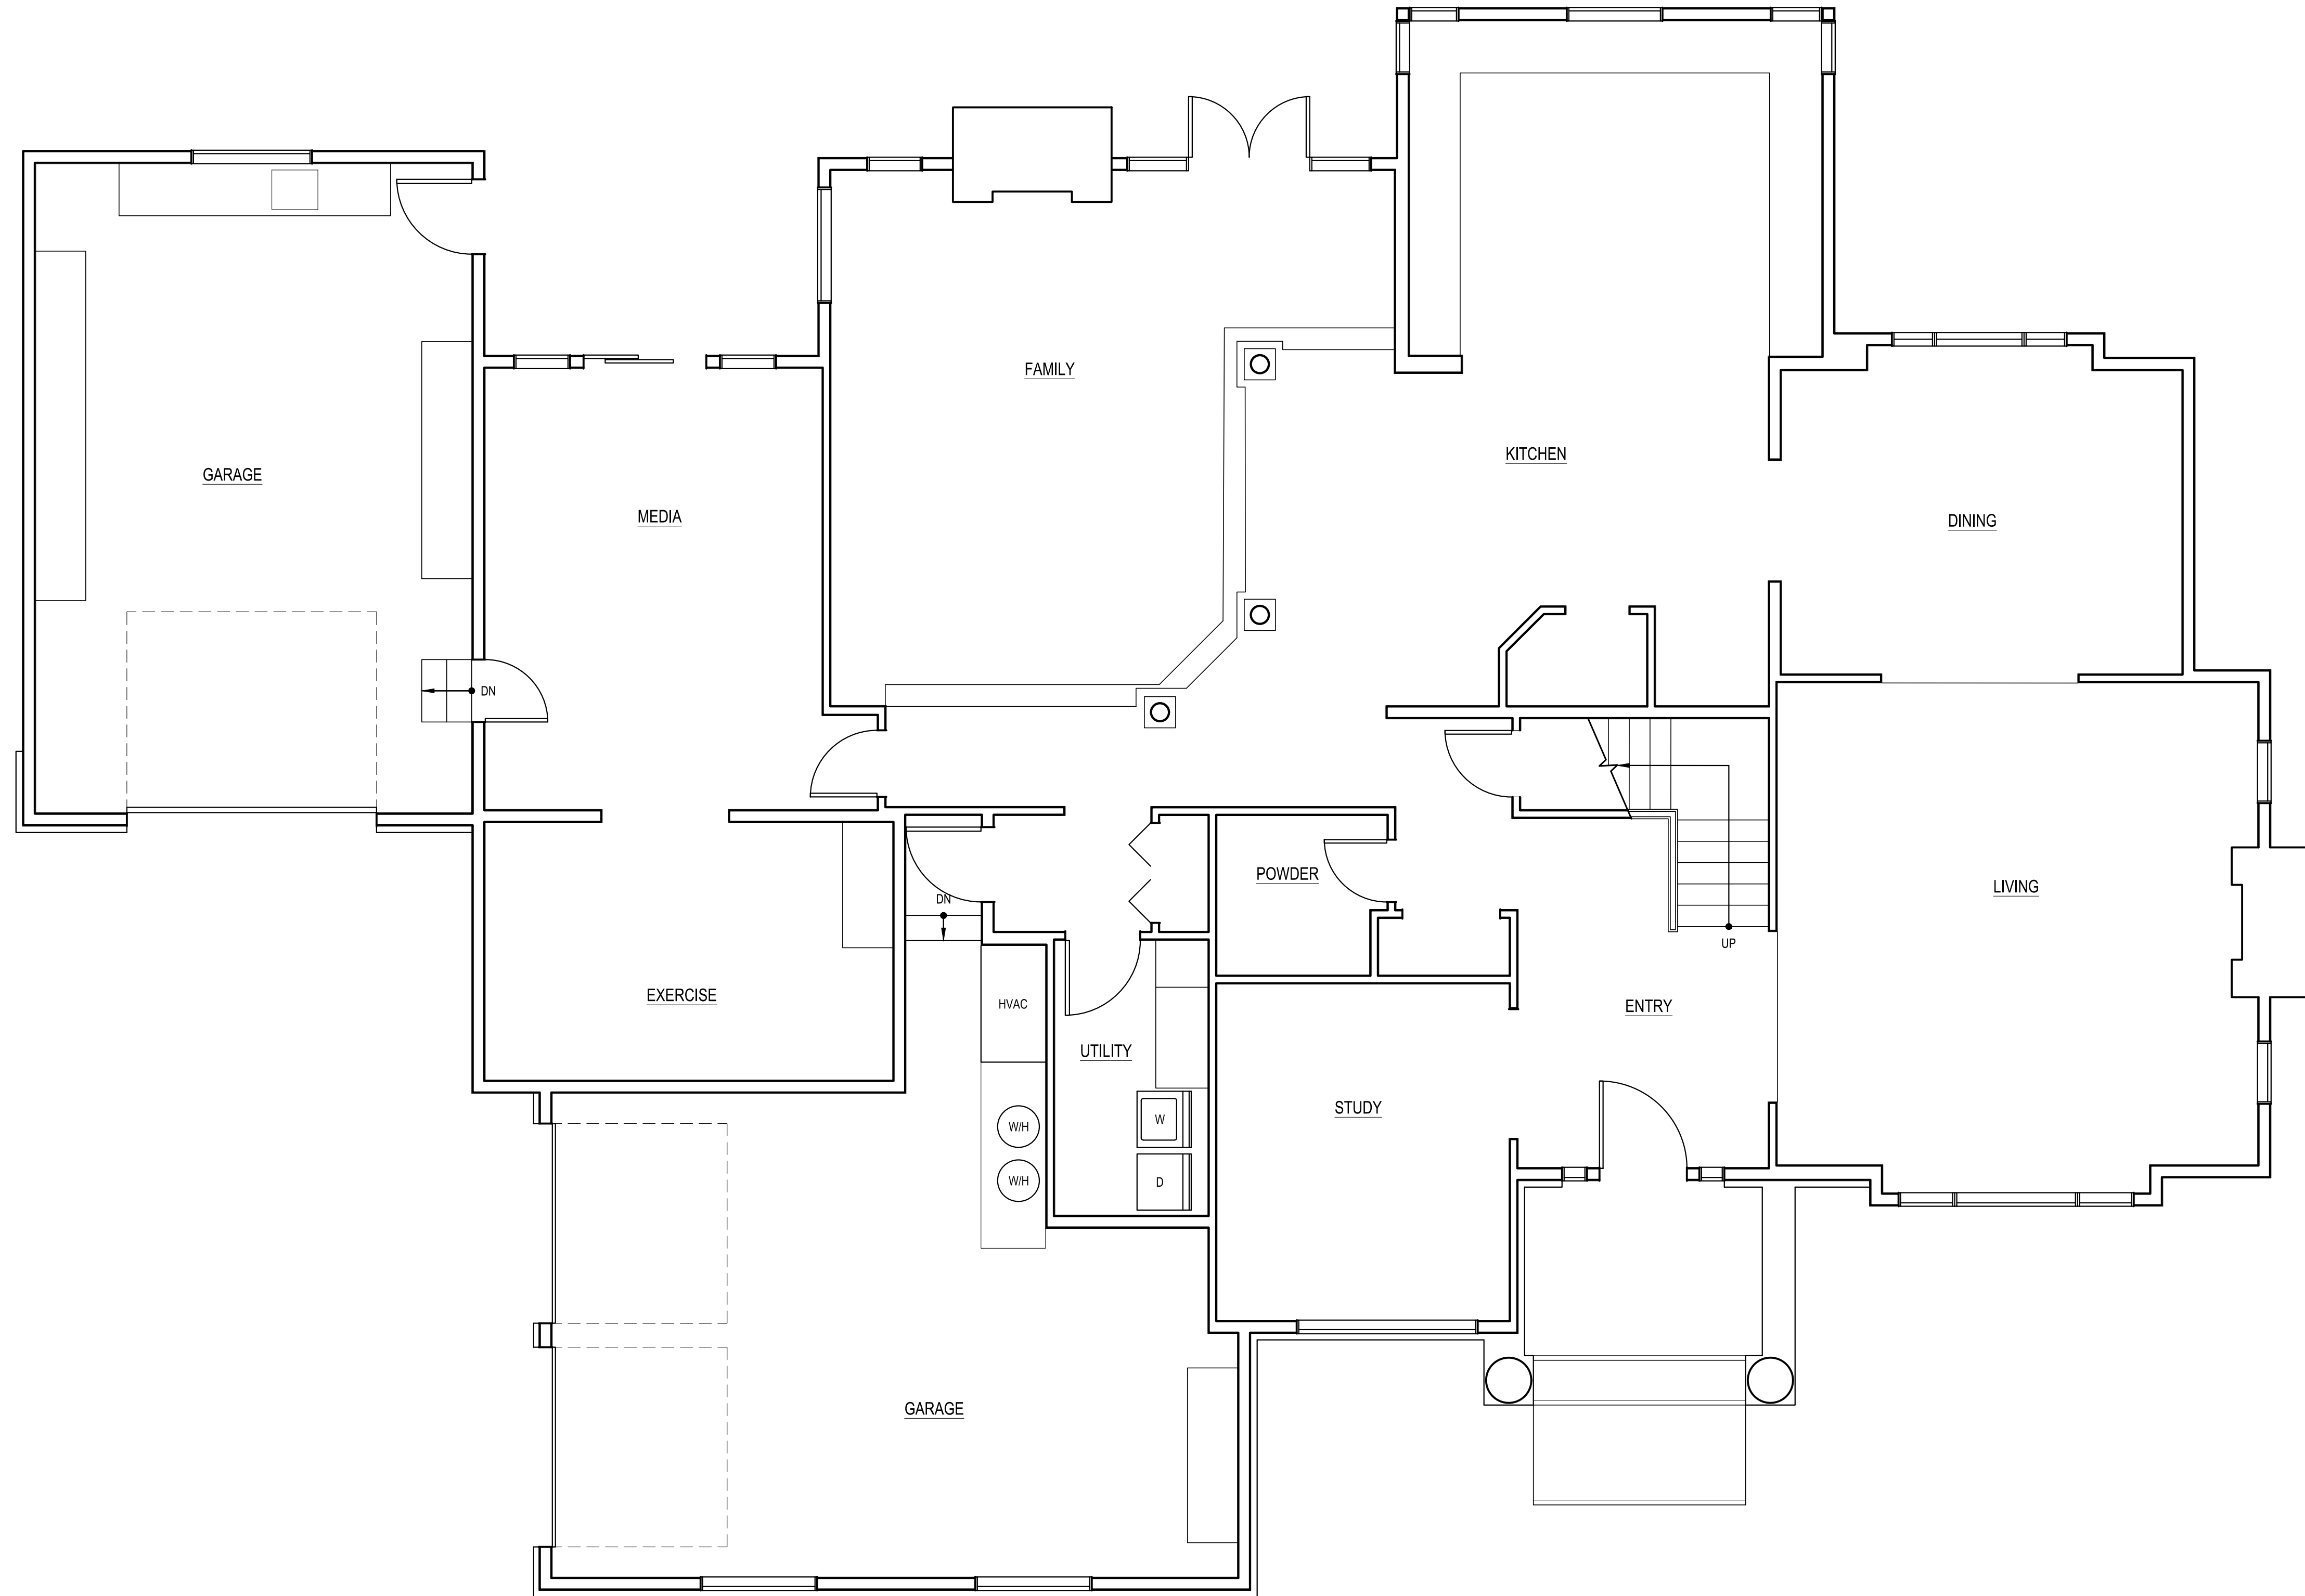 FAMILY
KITCHEN
GARAGE
MEDIA
DINING
DN
POWDER
LIVING
DN
UP
EXERCISE
HVAC
ENTRY
UTILITY
STUDY
W/H
W
W/H
D
GARAGE